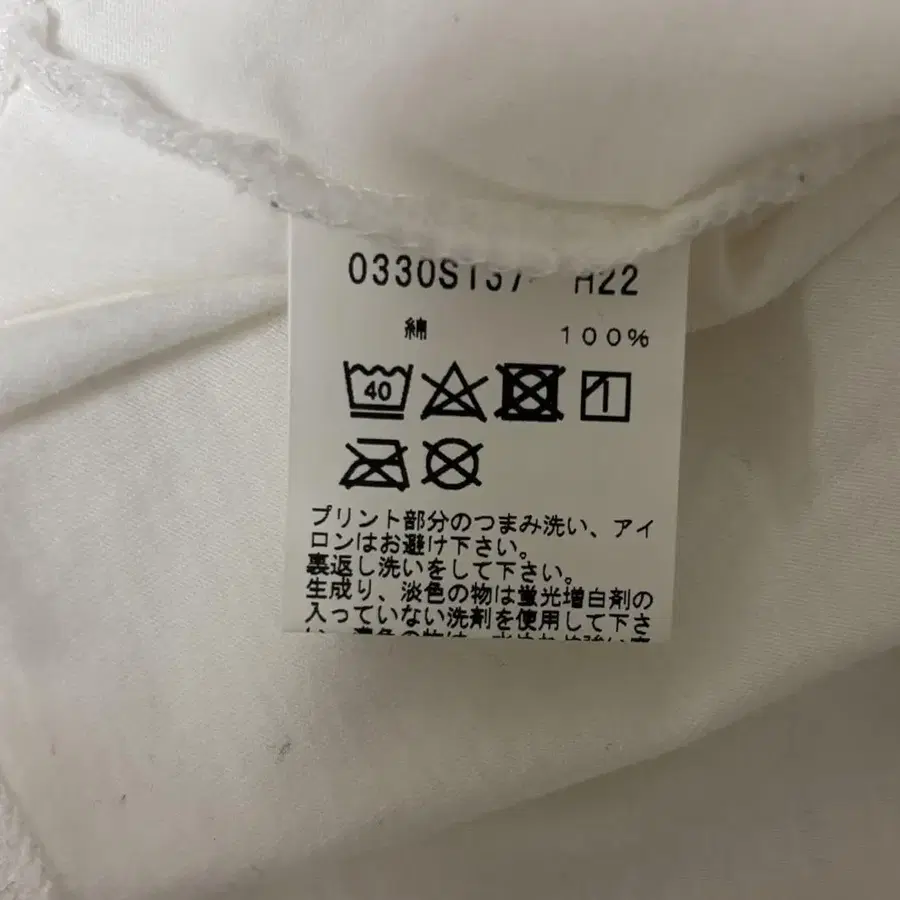 0330S137 H22
綿 100%
40
プリント部分のつまみ洗い、アイ
ロンはお避け下さい。
裏返し洗いをして下さい。
生成り、淡色の物は蛍光増白剤の
入っていない洗剤を使用して下さ